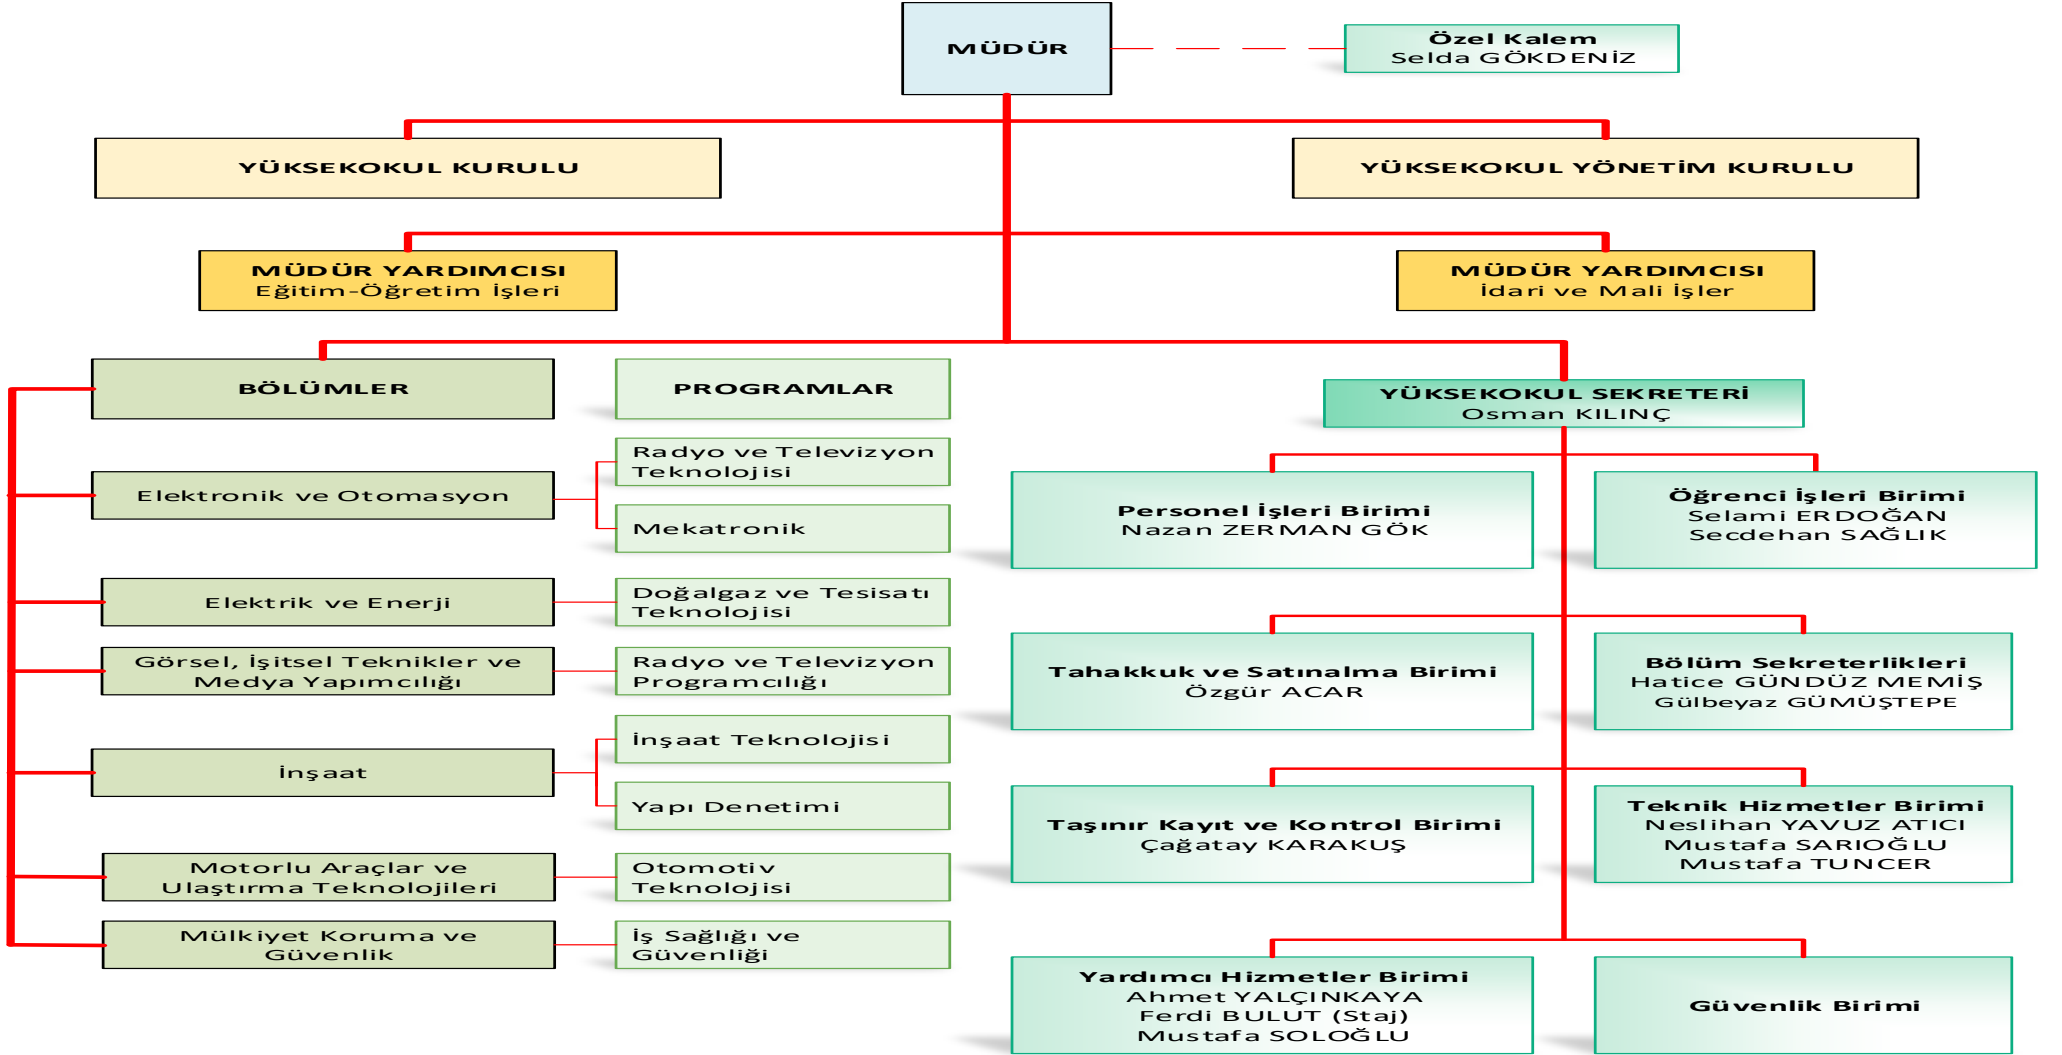 MÜDÜR
Özel Kalem
Selda GÖKDENİZ
YÜKSEKOKUL KURULU
YÜKSEKOKUL YÖNETİM KURULU
MÜDÜR YARDIMCISI
Eğitim-Öğretim İşleri
MÜDÜR YARDIMCISI
İdari ve Mali İşler
BÖLÜMLER
PROGRAMLAR
Elektronik ve Otomasyon
Radyo ve Televizyon
Teknolojisi
Mekatronik
Elektrik ve Enerji
Doğalgaz ve Tesisatı
Teknolojisi
Görsel, İşitsel Teknikler ve
Medya Yapımcılığı
Radyo ve Televizyon
Programcılığı
İnşaat
İnşaat Teknolojisi
Yapı Denetimi
Motorlu Araçlar ve
Ulaştırma Teknolojileri
Otomotiv
Teknolojisi
Mülkiyet Koruma ve
Güvenlik
İş Sağlığı ve
Güvenliği
YÜKSEKOKUL SEKRETERİ
Osman KILINÇ
Personel İşleri Birimi
Nazan ZERMAN GÖK
Öğrenci İşleri Birimi
Selami ERDOĞAN
Secdehan SAĞLIK
Tahakkuk ve Satınalma Birimi
Özgür ACAR
Bölüm Sekreterlikleri
Hatice GÜNDÜZ MEMİŞ
Gülbeyaz GÜMÜŞTEPE
Taşınır Kayıt ve Kontrol Birimi
Çağatay KARAKUŞ
Teknik Hizmetler Birimi
Neslihan YAVUZ ATICI
Mustafa SARIOĞLU
Mustafa TUNCER
Yardımcı Hizmetler Birimi
Ahmet YALÇINKAYA
Ferdi BULUT (Staj)
Mustafa SOLOĞLU
Güvenlik Birimi